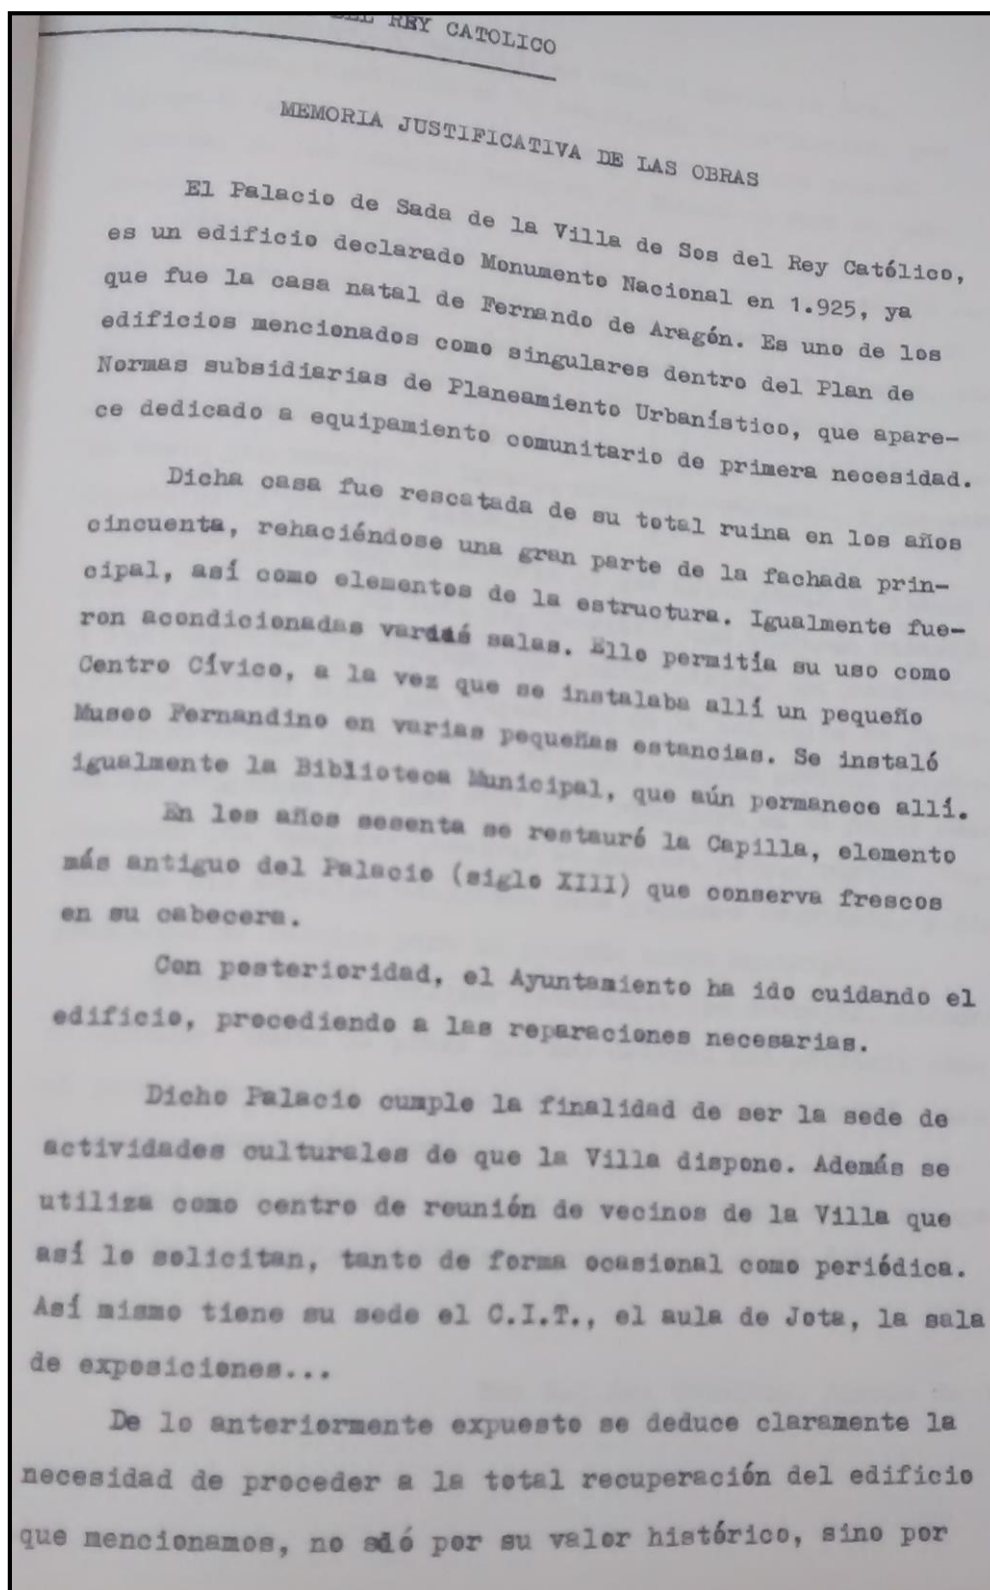 DEL REY CATOLICO
MEMORIA JUSTIFICATIVA DE LAS OBRAS
El Palacio de Sada de la Villa de Sos del Rey Católico,
es un edificio declarado Monumento Nacional en 1.925, ya
que fue la casa natal de Fernando de Aragón. Es uno de los
edificios mencionados como singulares dentro del Plan de
Normas subsidiarias de Planeamiento Urbanístico, que apare-
ce dedicado a equipamiento comunitario de primera necesidad.
Dicha casa fue rescatada de su total ruina en los años
cincuenta, rehaciéndose una gran parte de la fachada prin-
cipal, así como elementos de la estructura. Igualmente fue-
ron acondicionadas varias salas. Ello permitía su uso como
Centro Cívico, a la vez que se instalaba allí un pequeño
Museo Fernandino en varias pequeñas estancias. Se instaló
igualmente la Biblioteca Municipal, que aún permanece allí.
En los años sesenta se restauró la Capilla, elemento
más antiguo del Palacio (siglo XIII) que conserva frescos
en su cabecera.
Con posterioridad, el Ayuntamiento ha ido cuidando el
edificio, procediendo a las reparaciones necesarias.
Dicho Palacio cumple la finalidad de ser la sede de
actividades culturales de que la Villa dispone. Además se
utiliza como centro de reunión de vecinos de la Villa que
así lo solicitan, tanto de forma ocasional como periódica.
Así mismo tiene su sede el C.I.T., el aula de Jota, la sala
de exposiciones...
De lo anteriormente expuesto se deduce claramente la
necesidad de proceder a la total recuperación del edificio
que mencionamos, no sió por su valor histórico, sino por